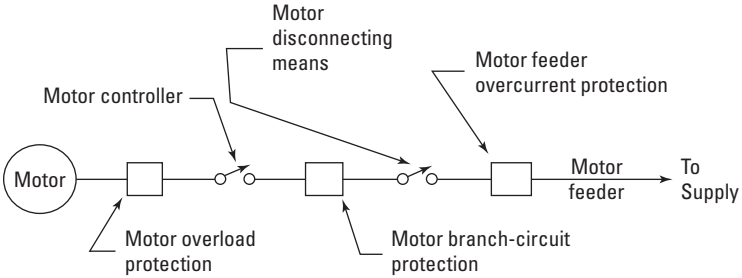 Motor
disconnecting
means
Motor feeder
overcurrent protection
Motor controller
Motor
Motor
feeder
To
Supply
Motor overload
protection
Motor branch-circuit
protection